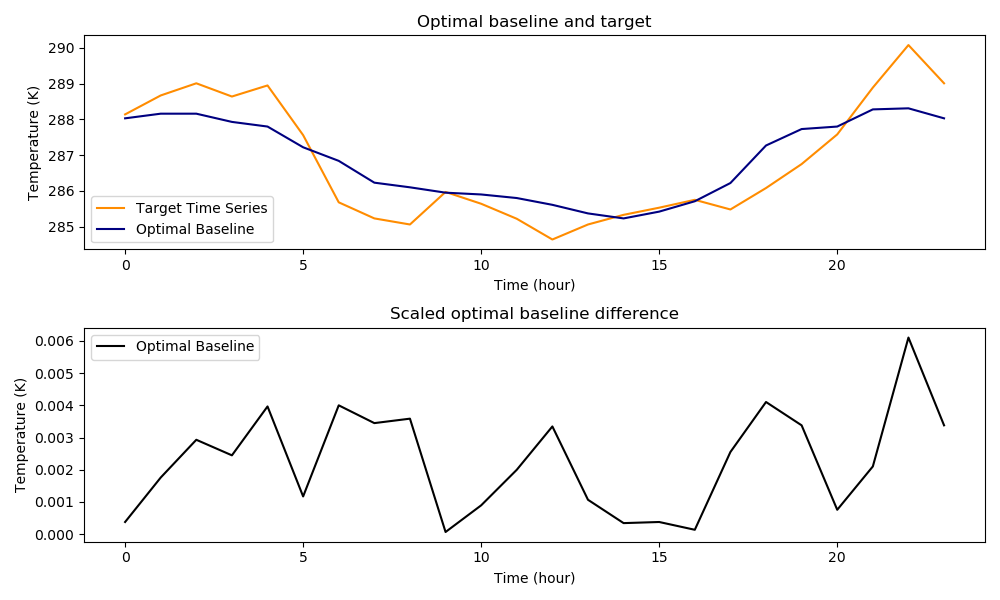 Optimal baseline and target
Temperature (K)
290
289
288
287
286
285
Target Time Series
Optimal Baseline
0
5
10
15
20
Time (hour)
Scaled optimal baseline difference
Temperature (K)
0.006
0.005
0.004
0.003
0.002
0.001
0.000
Optimal Baseline
0
5
10
15
20
Time (hour)